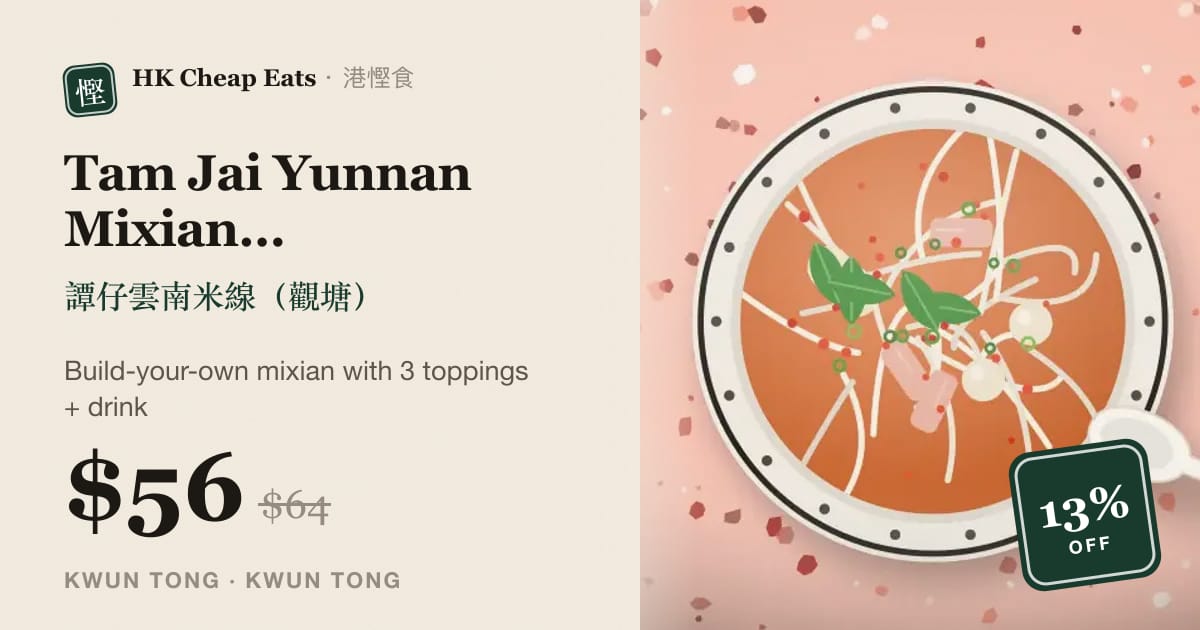 慳
HK Cheap Eats · 港慳食
Tam Jai Yunnan
Mixian...
譚仔雲南米線（觀塘）
Build-your-own mixian with 3 toppings
+ drink
$56 $64
KWUN TONG · KWUN TONG
13%
OFF